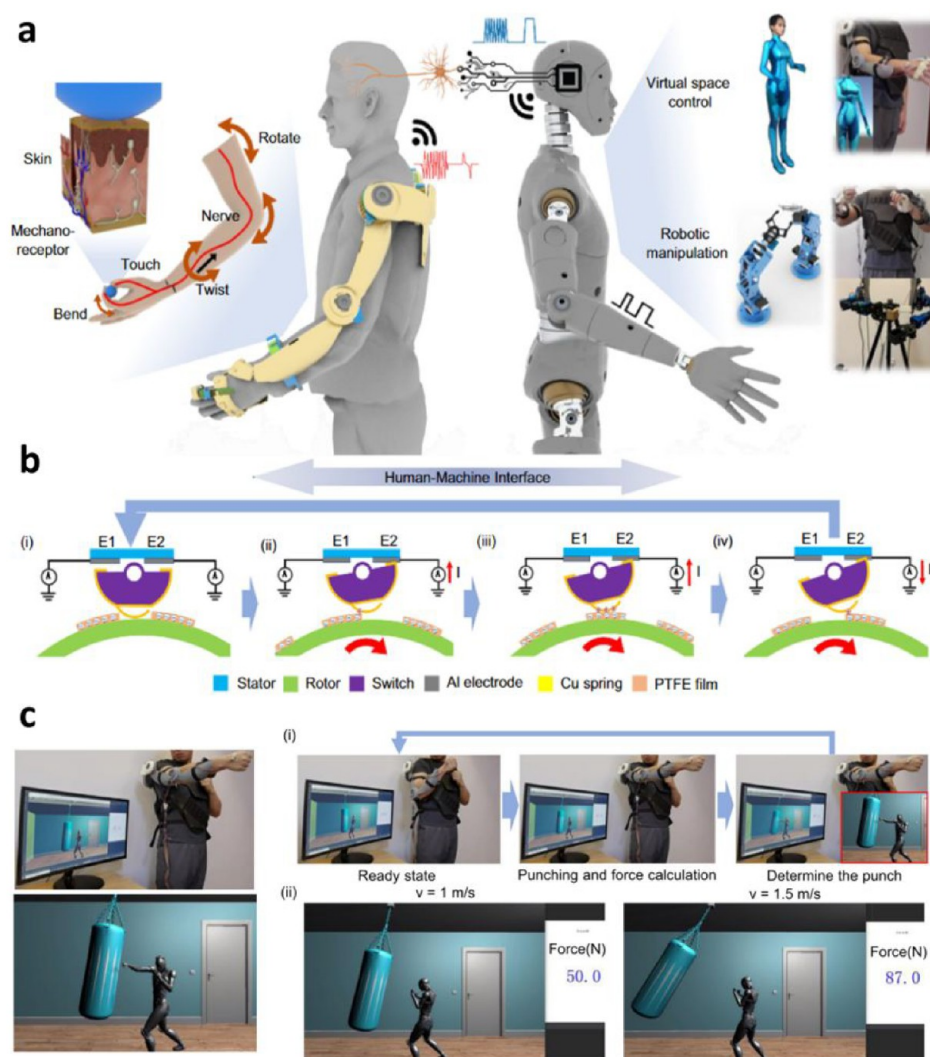 a
Skin
Mechano-
receptor
Touch
Bend
Rotate
Nerve
Twist
Virtual space
control
Robotic
manipulation
b
Human-Machine Interface
(i)
E1 E2
A
A
(ii)
E1 E2
A
A
I
(iii)
E1 E2
A
A
I
(iv)
E1 E2
A
A
I
Stator Rotor Switch Al electrode Cu spring PTFE film
c
(i)
Ready state
Punching and force calculation
Determine the punch
(ii)
v = 1 m/s
v = 1.5 m/s
Force(N)
50.0
Force(N)
87.0